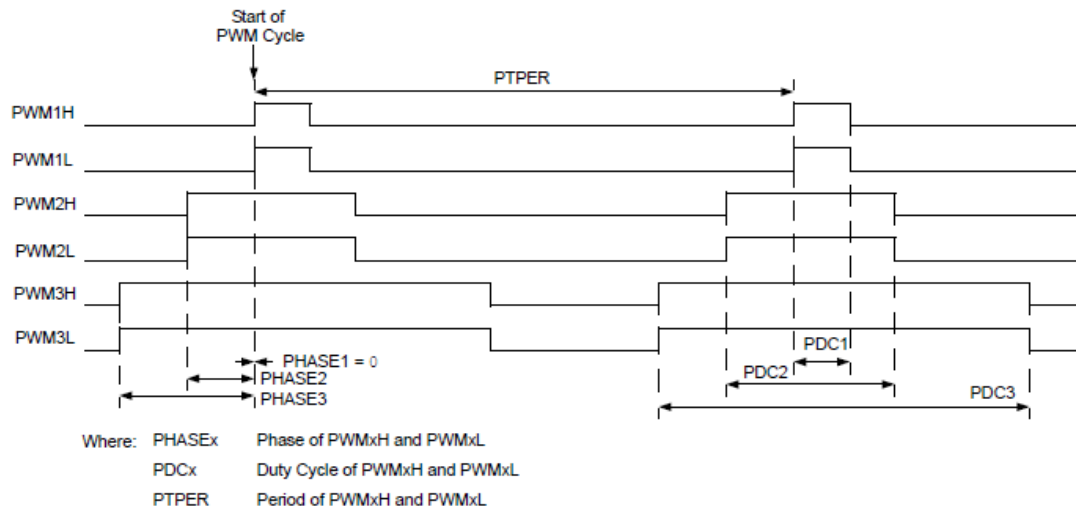 Start of
PWM Cycle
PTPER
PWM1H
PWM1L
PWM2H
PWM2L
PWM3H
PWM3L
PHASE1 = 0
PDC1
PHASE2
PDC2
PHASE3
PDC3
Where: PHASEx Phase of PWMxH and PWMxL
PDCx Duty Cycle of PWMxH and PWMxL
PTPER Period of PWMxH and PWMxL